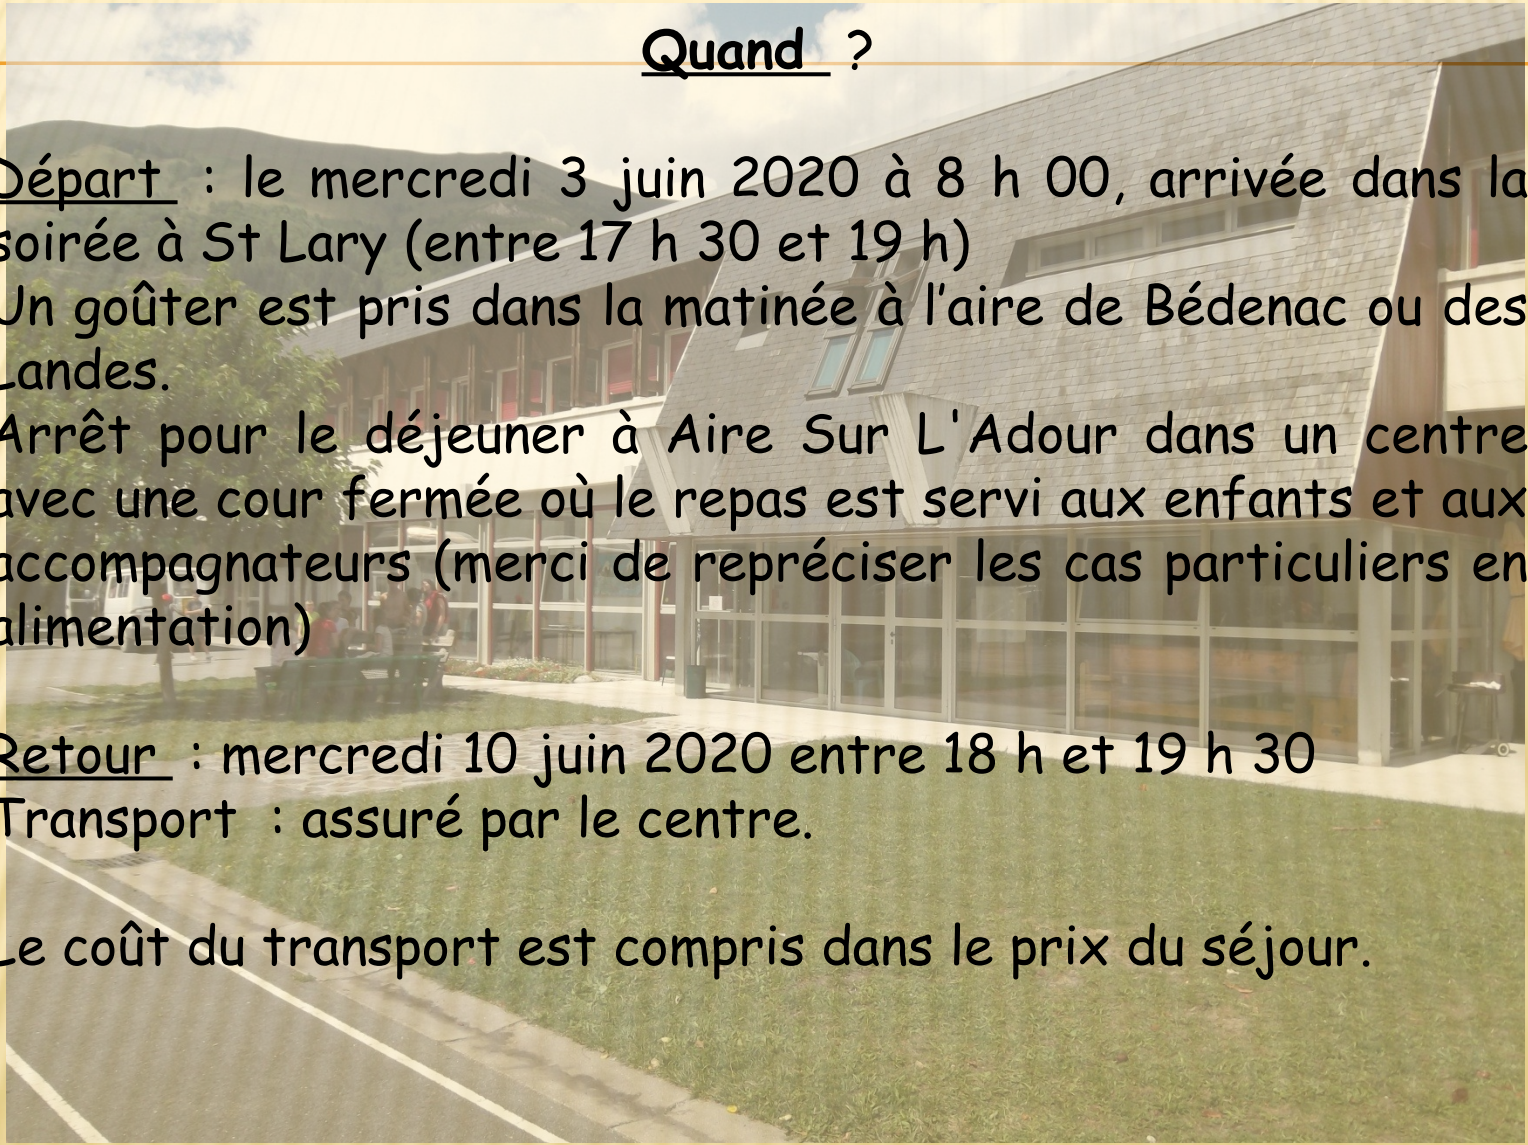 Quand ?
Départ : le mercredi 3 juin 2020 à 8 h 00, arrivée dans la
soirée à St Lary (entre 17 h 30 et 19 h)
Un goûter est pris dans la matinée à l’aire de Bédenac ou des
Landes.
Arrêt pour le déjeuner à Aire Sur L'Adour dans un centre
avec une cour fermée où le repas est servi aux enfants et aux
accompagnateurs (merci de repréciser les cas particuliers en
alimentation)
Retour : mercredi 10 juin 2020 entre 18 h et 19 h 30
Transport : assuré par le centre.
Le coût du transport est compris dans le prix du séjour.